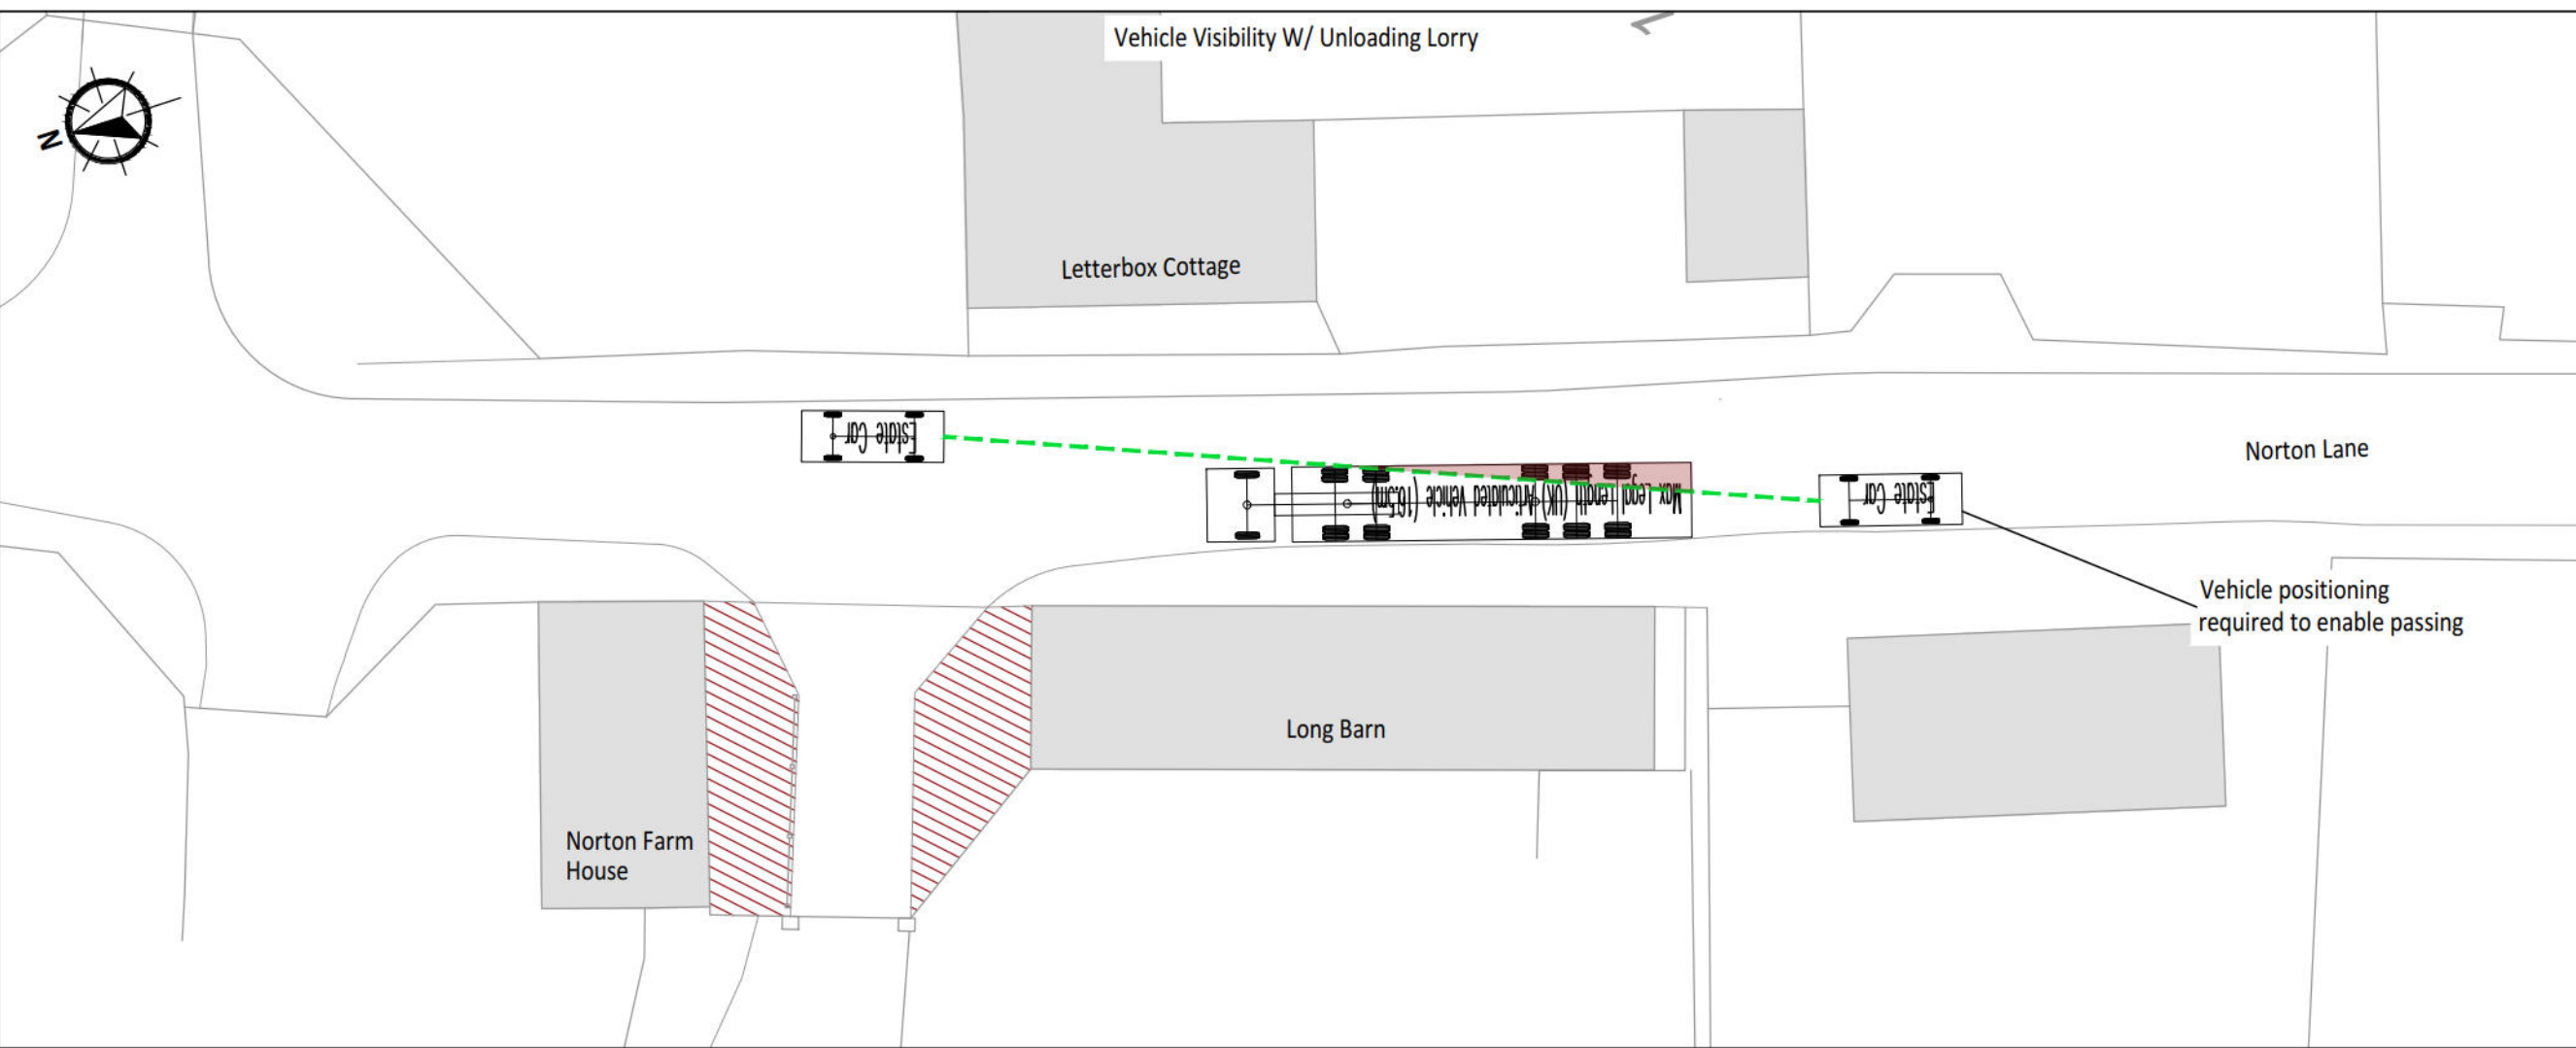 Vehicle Visibility W/ Unloading Lorry
N
Letterbox Cottage
Estate Car
Max Legal Length (UK) Articulated Vehicle (16.5m)
Estate Car
Norton Lane
Vehicle positioning
required to enable passing
Long Barn
Norton Farm
House